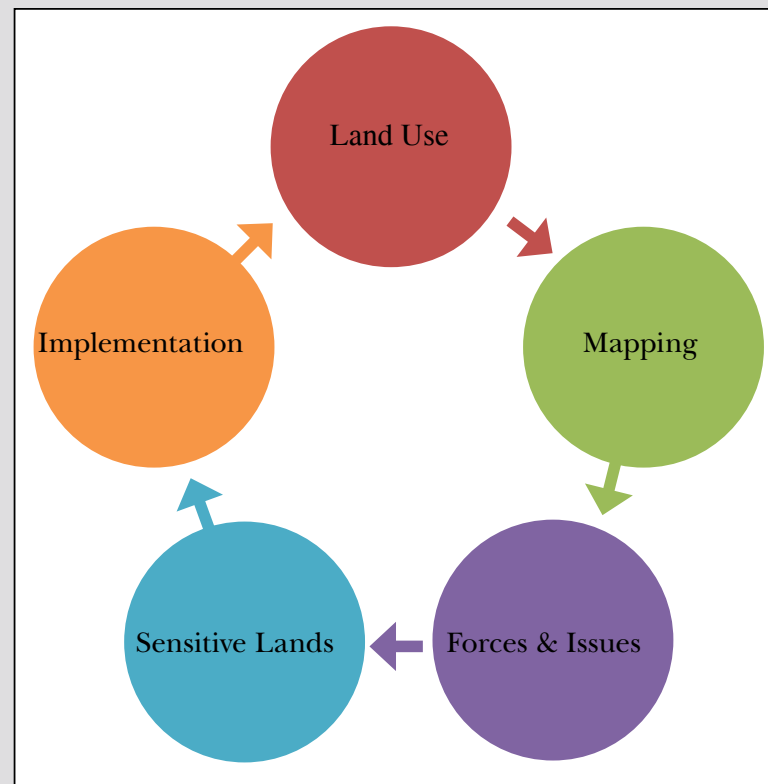 Land Use
Mapping
Forces & Issues
Sensitive Lands
Implementation